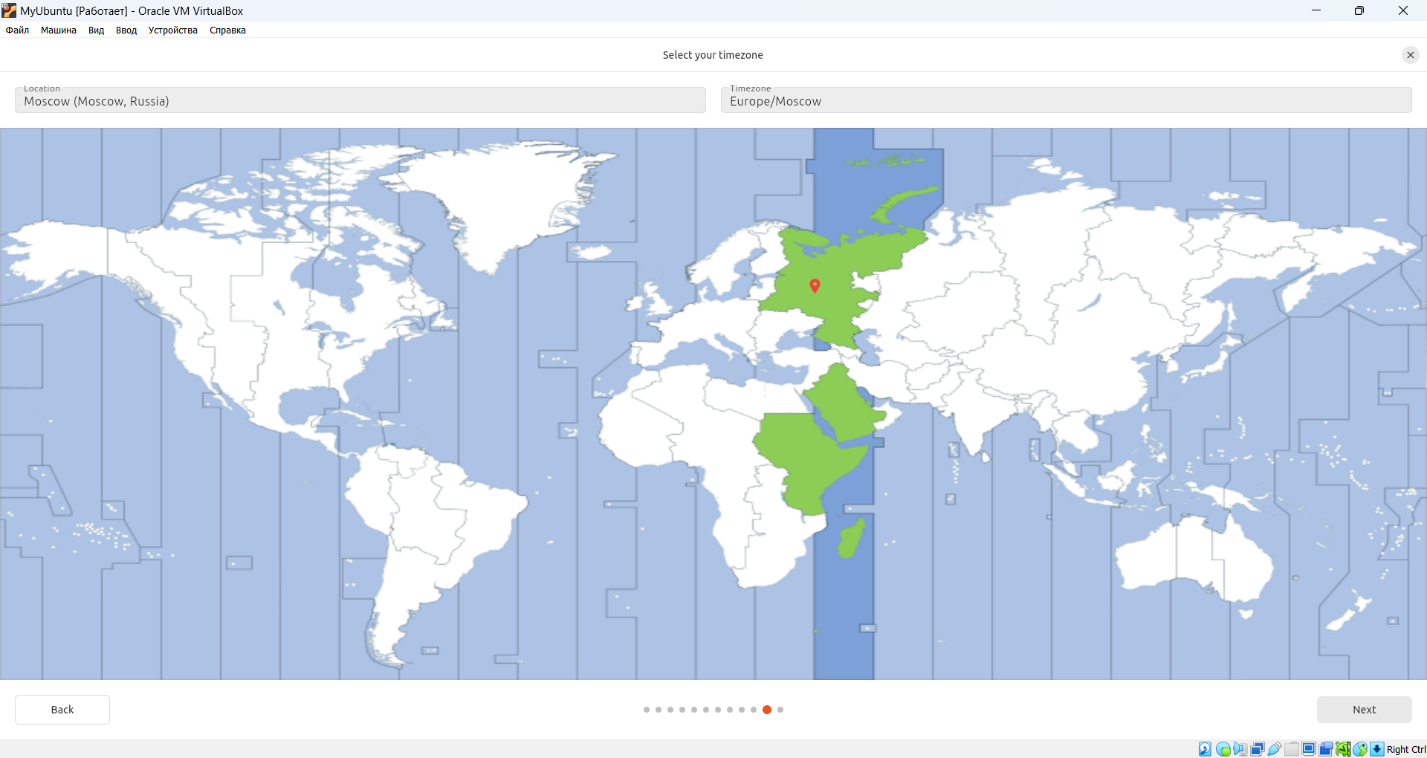 MyUbuntu [Работает] - Oracle VM VirtualBox
Файл Машина Вид Ввод Устройства Справка
Select your timezone
Location
Moscow (Moscow, Russia)
Timezone
Europe/Moscow
Back
Next
Right Ctrl